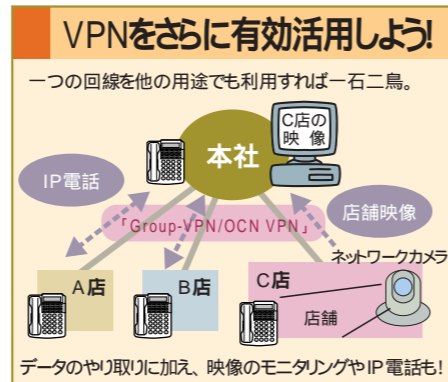 VPNをさらに有効活用しよう!
一つの回線を他の用途でも利用すれば一石二鳥。
C店の
映 像
本社
IP電話
店舗映像
「Group-VPN/OCN VPN」
ネットワークカメラ
A店
B店
C店
店舗
データのやり取りに加え、映像のモニタリングやIP電話も!